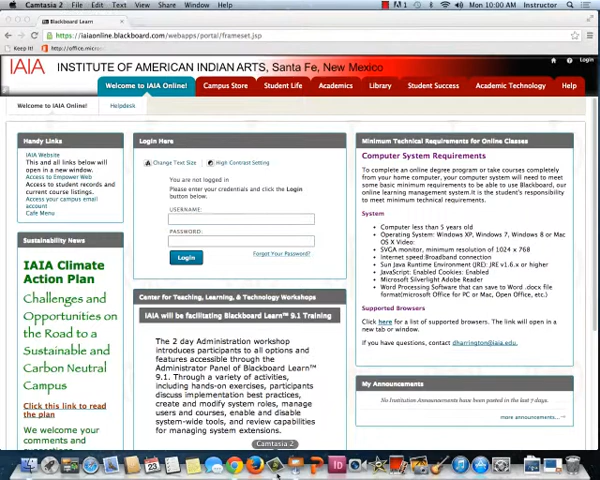 Chrome File Edit View History Bookmarks Window Help
1
Mon 10:00 AM Instructor
Blackboard Learn
https://iaiaonline.blackboard.com/webapps/portal/frameset.jsp
Keep It! http://office.micro
Home Help Login
IAIA INSTITUTE OF AMERICAN INDIAN ARTS, Santa Fe, New Mexico
Welcome to IAIA Online! Campus Store Student Life Academics Library Student Success Academic Technology Help
Welcome to IAIA Online! Helpdesk
Handy Links
IAIA Website
This and all links below will
open in a new window.
Access to Empower Web
Access to student records and
current course listings.
Access your campus email
account
Cafe Menu
Sustainability News
IAIA Climate
Action Plan
Challenges and
Opportunities on
the Road to a
Sustainable and
Carbon Neutral
Campus
Click this link to read
the plan
We welcome your
comments and
Login Here
Change Text Size High Contrast Setting
You are not logged in
Please enter your credentials and click the Login
button below.
USERNAME:
PASSWORD:
Login Forgot Your Password?
Center for Teaching, Learning, & Technology Workshops
IAIA will be facilitating Blackboard Learn™ 9.1 Training
The 2 day Administration workshop
introduces participants to all options and
features accessible through the
Administrator Panel of Blackboard Learn™
9.1. Through a variety of activities,
including hands-on exercises, participants
discuss implementation best practices,
create and modify system roles, manage
users and courses, enable and disable
system-wide tools, and review capabilities
for managing system extensions.
Minimum Technical Requirements for Online Classes
Computer System Requirements
To complete an online degree program or take courses completely
from your home computer, your computer system will need to meet
some basic minimum requirements to be able to use Blackboard, our
online learning management system. It is the student's responsibility
to meet minimum technical requirements.
System
Computer less than 5 years old
Operating System: Windows XP, Windows 7, Windows 8 or Mac
OS X Video:
SVGA monitor, minimum resolution of 1024 x 768
Internet speed: Broadband connection
Sun Java Runtime Environment (JRE): JRE v1.6.x or higher
JavaScript: Enabled Cookies: Enabled
Microsoft Silverlight Adobe Reader
Word Processing Software that can save to Word .docx file
format(microsoft Office for PC or Mac, Open Office, etc.)
Supported Browsers
Click here for a list of supported browsers. The link will open in a
new tab or window.
If you have questions, contact dharrington@iaia.edu.
My Announcements
No Institution Announcements have been posted in the last 7 days.
more announcements...
Camtasia 2
23
ID